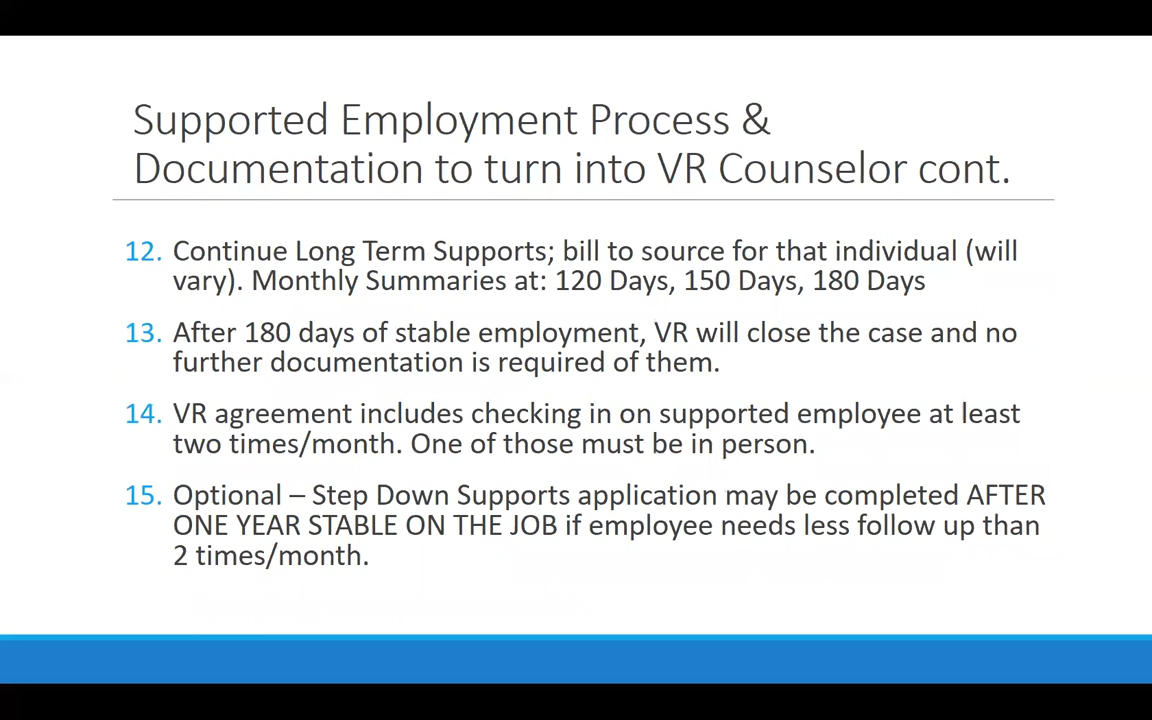 Supported Employment Process &
Documentation to turn into VR Counselor cont.
12. Continue Long Term Supports; bill to source for that individual (will
vary). Monthly Summaries at: 120 Days, 150 Days, 180 Days
13. After 180 days of stable employment, VR will close the case and no
further documentation is required of them.
14. VR agreement includes checking in on supported employee at least
two times/month. One of those must be in person.
15. Optional – Step Down Supports application may be completed AFTER
ONE YEAR STABLE ON THE JOB if employee needs less follow up than
2 times/month.